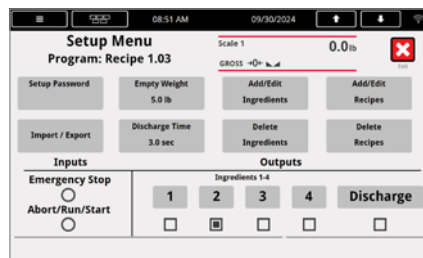 08:51 AM 09/30/2024
Setup Menu
Program: Recipe 1.03
Scale 1
0.0 lb
GROSS →0←
Exit
Setup Password
Empty Weight
5.0 lb
Add/Edit
Ingredients
Add/Edit
Recipes
Import / Export
Discharge Time
3.0 sec
Delete
Ingredients
Delete
Recipes
Inputs
Outputs
Emergency Stop
Abort/Run/Start
Ingredients 1-4
1 2 3 4 Discharge